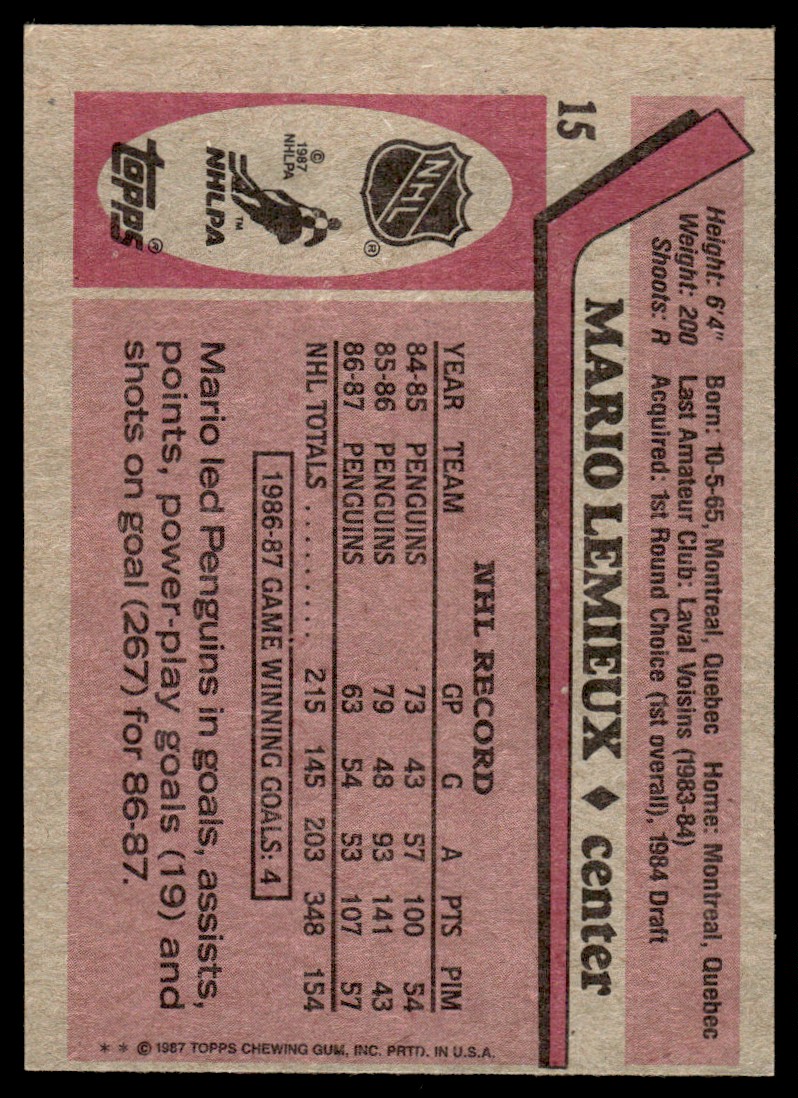 15
Height: 6'4" Born: 10-5-65, Montreal, Quebec Home: Montreal, Quebec
Weight: 200 Last Amateur Club: Laval Voisins (1983-84)
Shoots: R Acquired: 1st Round Choice (1st overall), 1984 Draft
MARIO LEMIEUX ♦ center
NHL ®
© 1987 NHLPA
NHLPA ™
TOPPS ®
NHL RECORD
YEAR TEAM GP G A PTS PIM
84-85 PENGUINS 73 43 57 100 54
85-86 PENGUINS 79 48 93 141 43
86-87 PENGUINS 63 54 53 107 57
NHL TOTALS .......... 215 145 203 348 154
1986-87 GAME WINNING GOALS: 4
Mario led Penguins in goals, assists,
points, power-play goals (19) and
shots on goal (267) for 86-87.
* * © 1987 TOPPS CHEWING GUM, INC. PRTD. IN U.S.A.